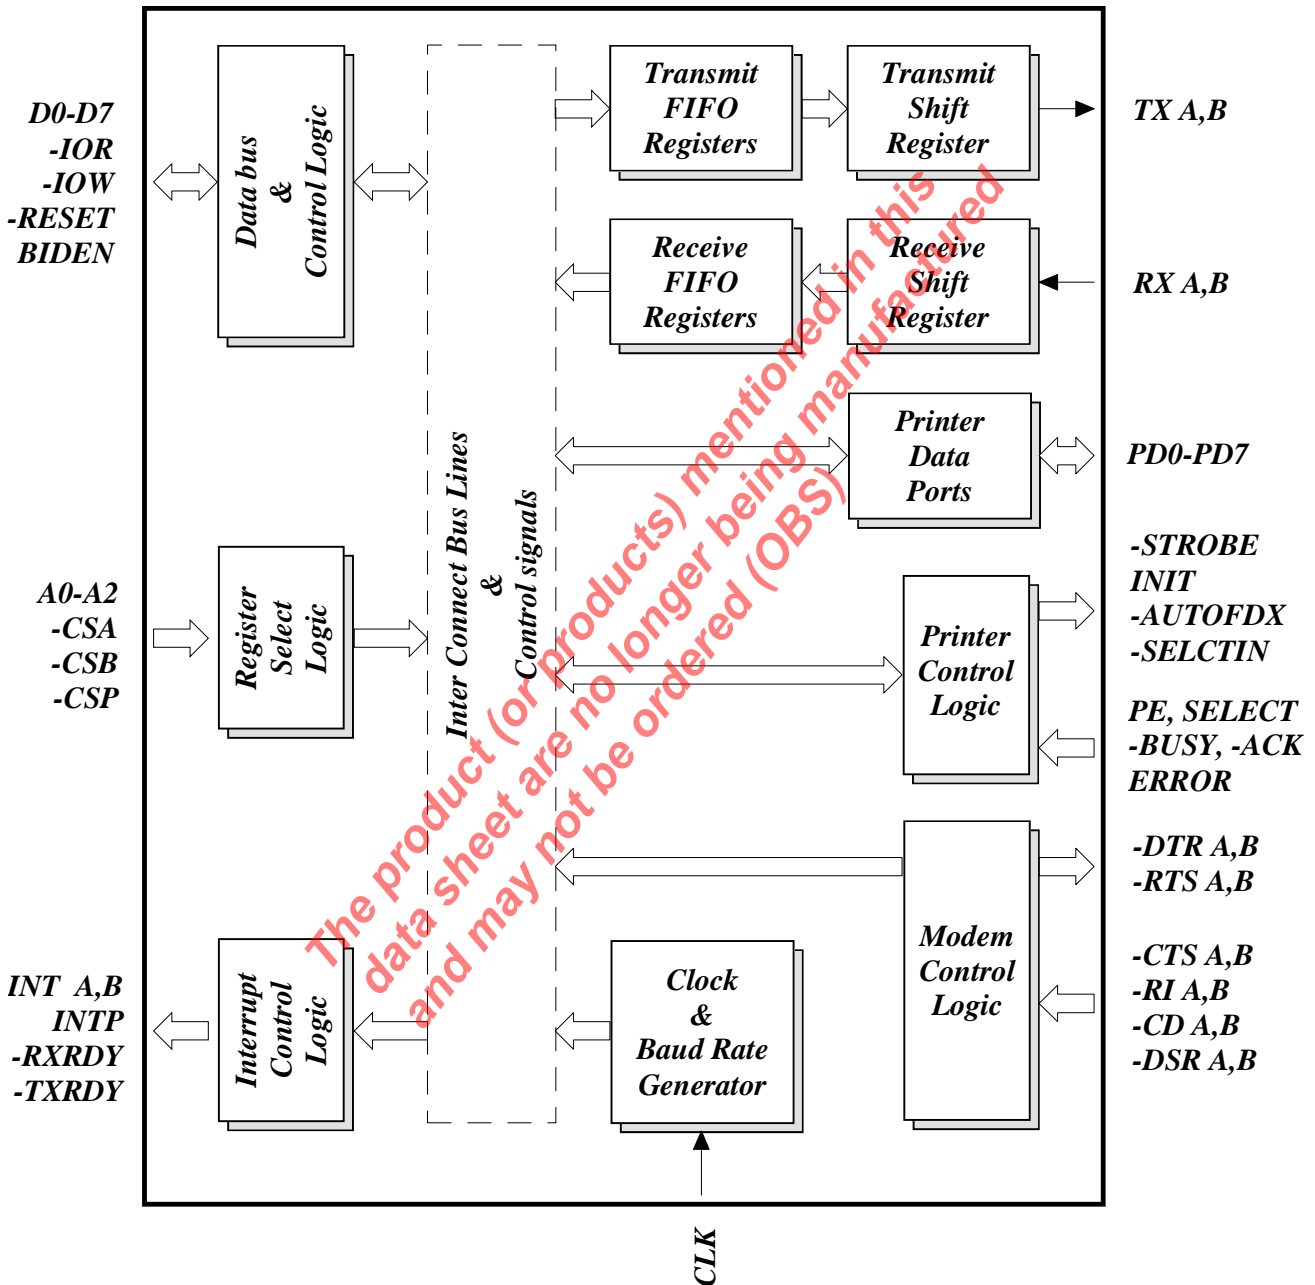 D0-D7
-IOR
-IOW
-RESET
BIDEN
Data bus
&
Control Logic
A0-A2
-CSA
-CSB
-CSP
Register
Select
Logic
INT A,B
INTP
-RXRDY
-TXRDY
Interrupt
Control
Logic
Inter Connect Bus Lines
&
Control signals
Transmit
FIFO
Registers
Transmit
Shift
Register
TX A,B
Receive
FIFO
Registers
Receive
Shift
Register
RX A,B
Printer
Data
Ports
PD0-PD7
Printer
Control
Logic
-STROBE
INIT
-AUTOFDX
-SELCTIN
PE, SELECT
-BUSY, -ACK
ERROR
Modem
Control
Logic
-DTR A,B
-RTS A,B
-CTS A,B
-RI A,B
-CD A,B
-DSR A,B
Clock
&
Baud Rate
Generator
CLK
The product (or products) mentioned in this
data sheet are no longer being manufactured
and may not be ordered (OBS)